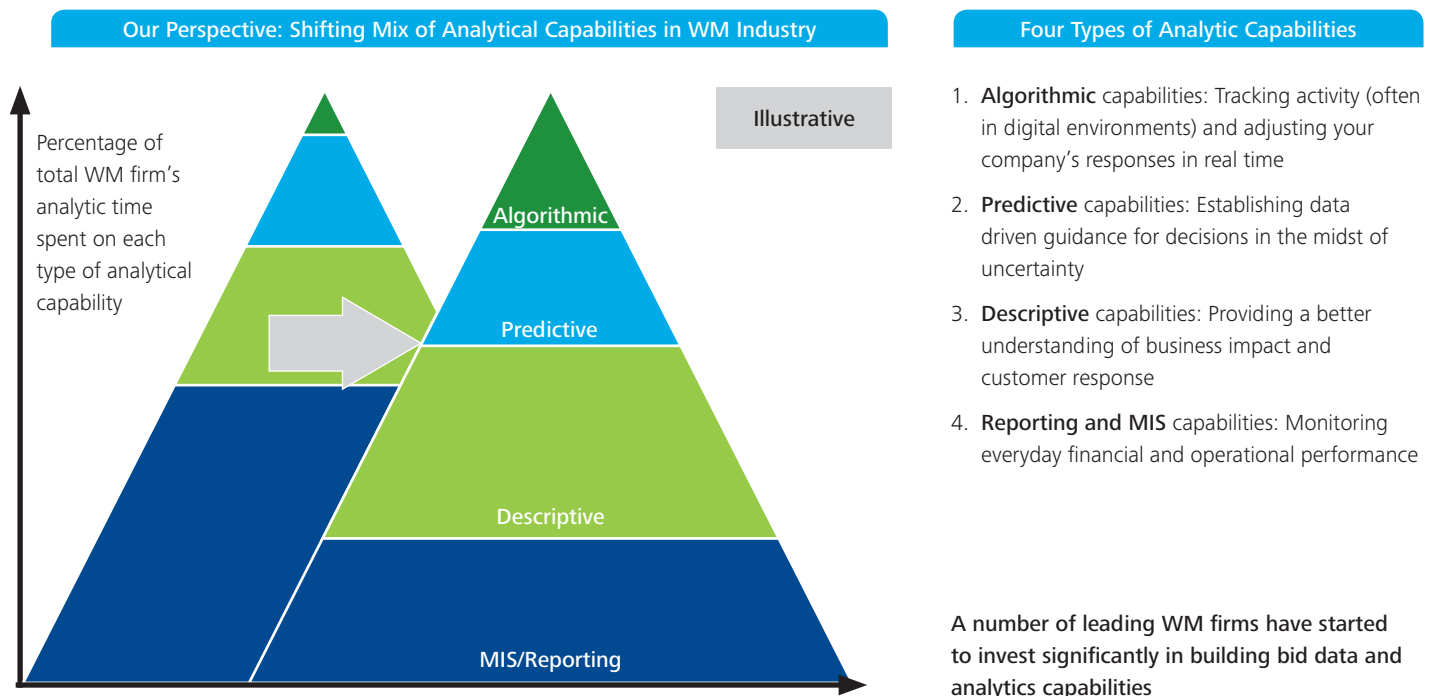 Our Perspective: Shifting Mix of Analytical Capabilities in WM Industry
Percentage of
total WM firm's
analytic time
spent on each
type of analytical
capability
Illustrative
Algorithmic
Predictive
Descriptive
MIS/Reporting
Four Types of Analytic Capabilities
1. Algorithmic capabilities: Tracking activity (often
in digital environments) and adjusting your
company's responses in real time
2. Predictive capabilities: Establishing data
driven guidance for decisions in the midst of
uncertainty
3. Descriptive capabilities: Providing a better
understanding of business impact and
customer response
4. Reporting and MIS capabilities: Monitoring
everyday financial and operational performance
A number of leading WM firms have started
to invest significantly in building bid data and
analytics capabilities